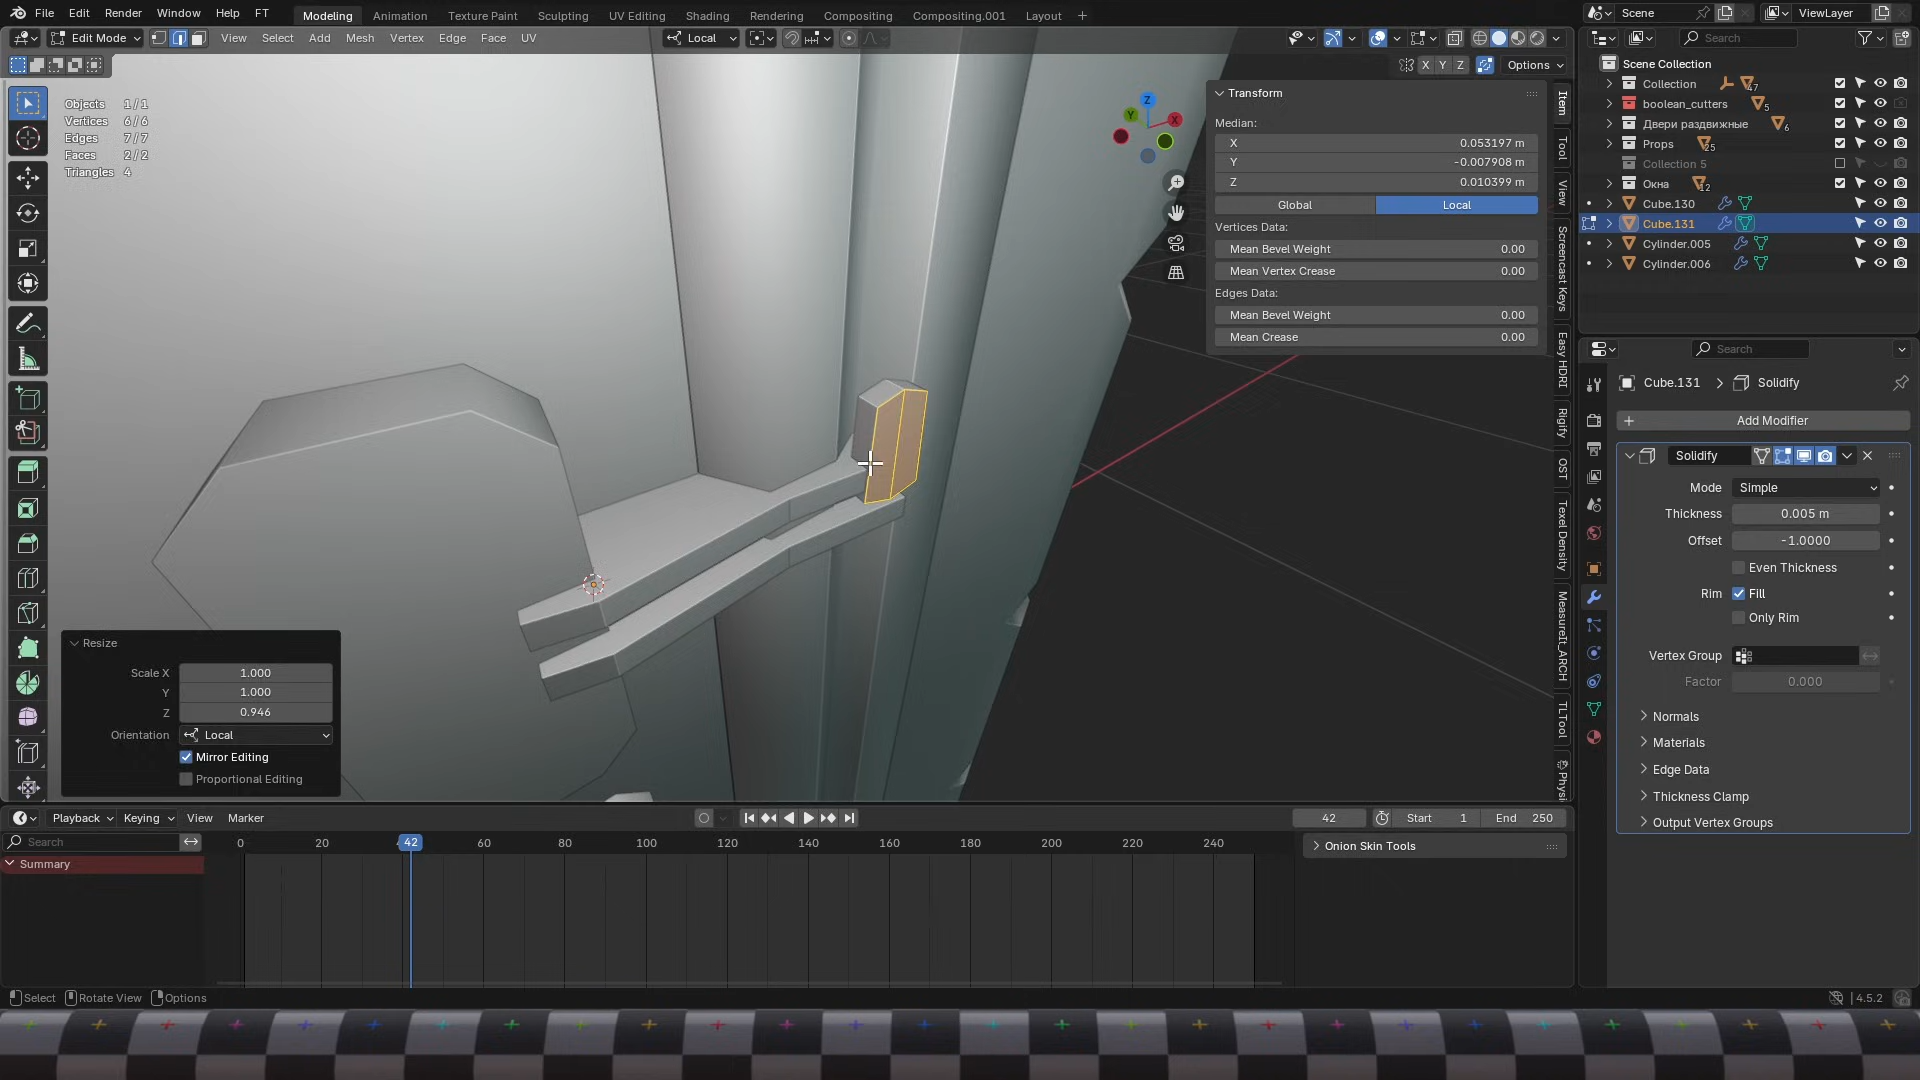 File Edit Render Window Help FT Modeling Animation Texture Paint Sculpting UV Editing Shading Rendering Compositing Compositing.001 Layout
Scene ViewLayer
Edit Mode View Select Add Mesh Vertex Edge Face UV Local
Search
X Y Z Options
Scene Collection
Collection 47
boolean_cutters 5
Двери раздвижные 6
Props 25
Collection 5
Окна 12
Cube.130
Cube.131
Cylinder.005
Cylinder.006
Objects 1/1
Vertices 6/6
Edges 7/7
Faces 2/2
Triangles 4
Z
Y
X
Transform
Median:
X 0.053197 m
Y -0.007908 m
Z 0.010399 m
Global Local
Vertices Data:
Mean Bevel Weight 0.00
Mean Vertex Crease 0.00
Edges Data:
Mean Bevel Weight 0.00
Mean Crease 0.00
Item
Tool
View
Screencast Keys
Easy HDRI
Rigify
OST
Texel Density
MeasureIt_ARCH
TLTool
Physi
Search
Cube.131 Solidify
Add Modifier
Solidify
Mode Simple
Thickness 0.005 m
Offset -1.0000
Even Thickness
Rim Fill
Only Rim
Vertex Group
Factor 0.000
Normals
Materials
Edge Data
Thickness Clamp
Output Vertex Groups
Resize
Scale X 1.000
Y 1.000
Z 0.946
Orientation Local
Mirror Editing
Proportional Editing
Playback Keying View Marker 42 Start 1 End 250
Search 0 20 42 60 80 100 120 140 160 180 200 220 240
Summary
Onion Skin Tools
Select Rotate View Options 4.5.2